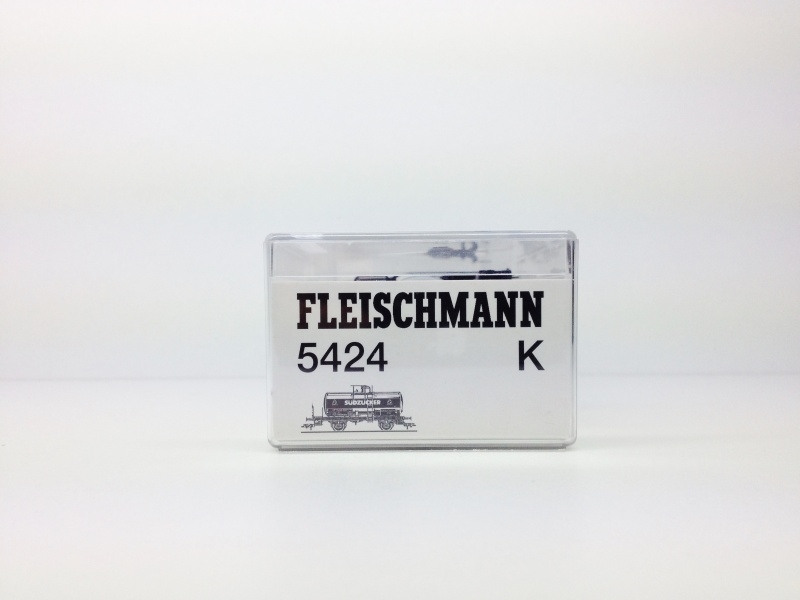 FLEISCHMANN
5424 K
SÜDZUCKER